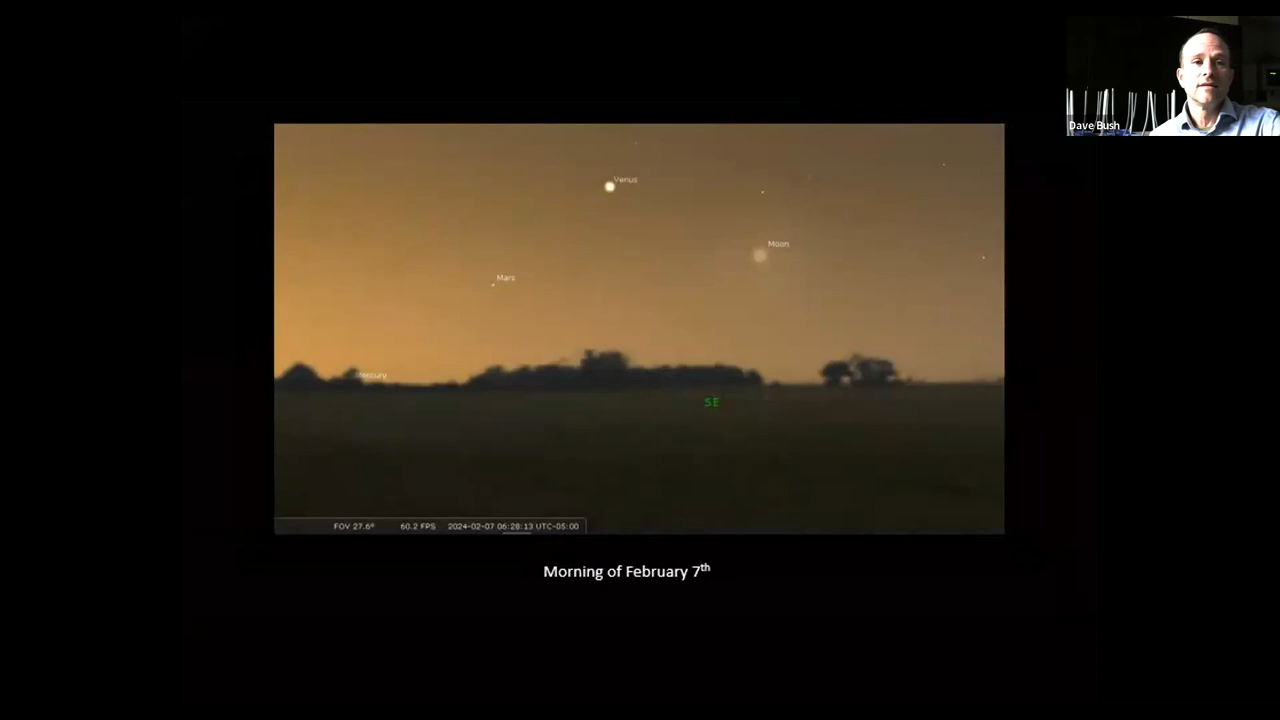 Dave Bush
Venus
Moon
Mars
Mercury
SE
FOV 27.6° 60.2 FPS 2024-02-07 06:28:13 UTC-05:00
Morning of February 7th